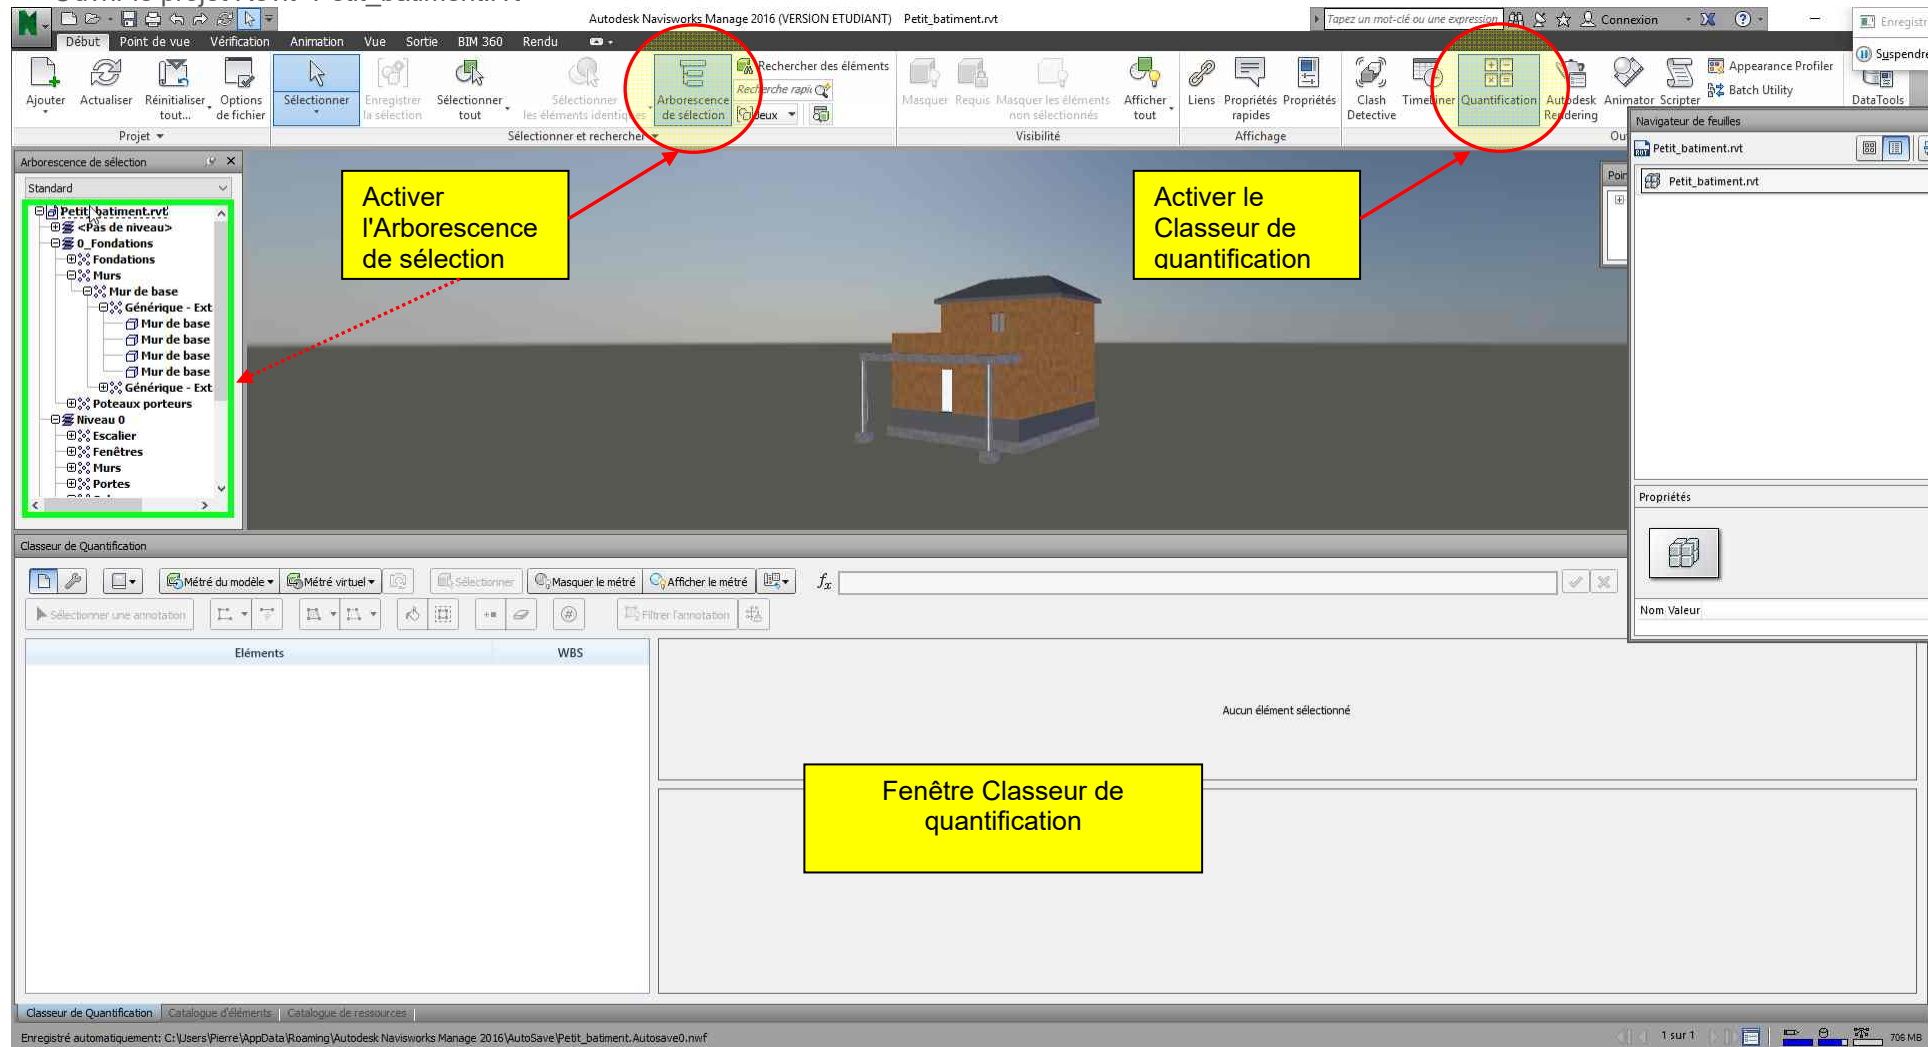 Autodesk Navisworks Manage 2016 (VERSION ETUDIANT) Petit_batiment.rvt
Tapez un mot-clé ou une expression
Connexion
Enregistr
Début Point de vue Vérification Animation Vue Sortie BIM 360 Rendu
Suspendre
Ajouter Actualiser Réinitialiser tout... Options de fichier
Projet
Sélectionner
Enregistrer la sélection
Sélectionner tout
Sélectionner les éléments identiques
Arborescence de sélection
Rechercher des éléments
Recherche rapid
Jeux
Sélectionner et rechercher
Masquer Requis Masquer les éléments non sélectionnés
Afficher tout
Visibilité
Liens Propriétés rapides Propriétés
Affichage
Clash Detective
TimeLiner
Quantification
Autodesk Rendering
Animator Scripter
Appearance Profiler
Batch Utility
DataTools
Ou
Arborescence de sélection
Standard
Petit_batiment.rvt
<Pas de niveau>
0_Fondations
Fondations
Murs
Mur de base
Générique - Ext
Mur de base
Mur de base
Mur de base
Mur de base
Générique - Ext
Poteaux porteurs
Niveau 0
Escalier
Fenêtres
Murs
Portes
Activer
l'Arborescence
de sélection
Activer le
Classeur de
quantification
Poin
Navigateur de feuilles
Petit_batiment.rvt
Petit_batiment.rvt
Propriétés
Nom Valeur
Classeur de Quantification
Métré du modèle Métré virtuel Sélectionner Masquer le métré Afficher le métré fx
Sélectionner une annotation Filtrer l'annotation
Eléments WBS
Aucun élément sélectionné
Fenêtre Classeur de
quantification
Classeur de Quantification Catalogue d'éléments Catalogue de ressources
Enregistré automatiquement: C:\Users\Pierre\AppData\Roaming\Autodesk Navisworks Manage 2016\AutoSave\Petit_batiment.Autosave0.nwf
1 sur 1
706 MB